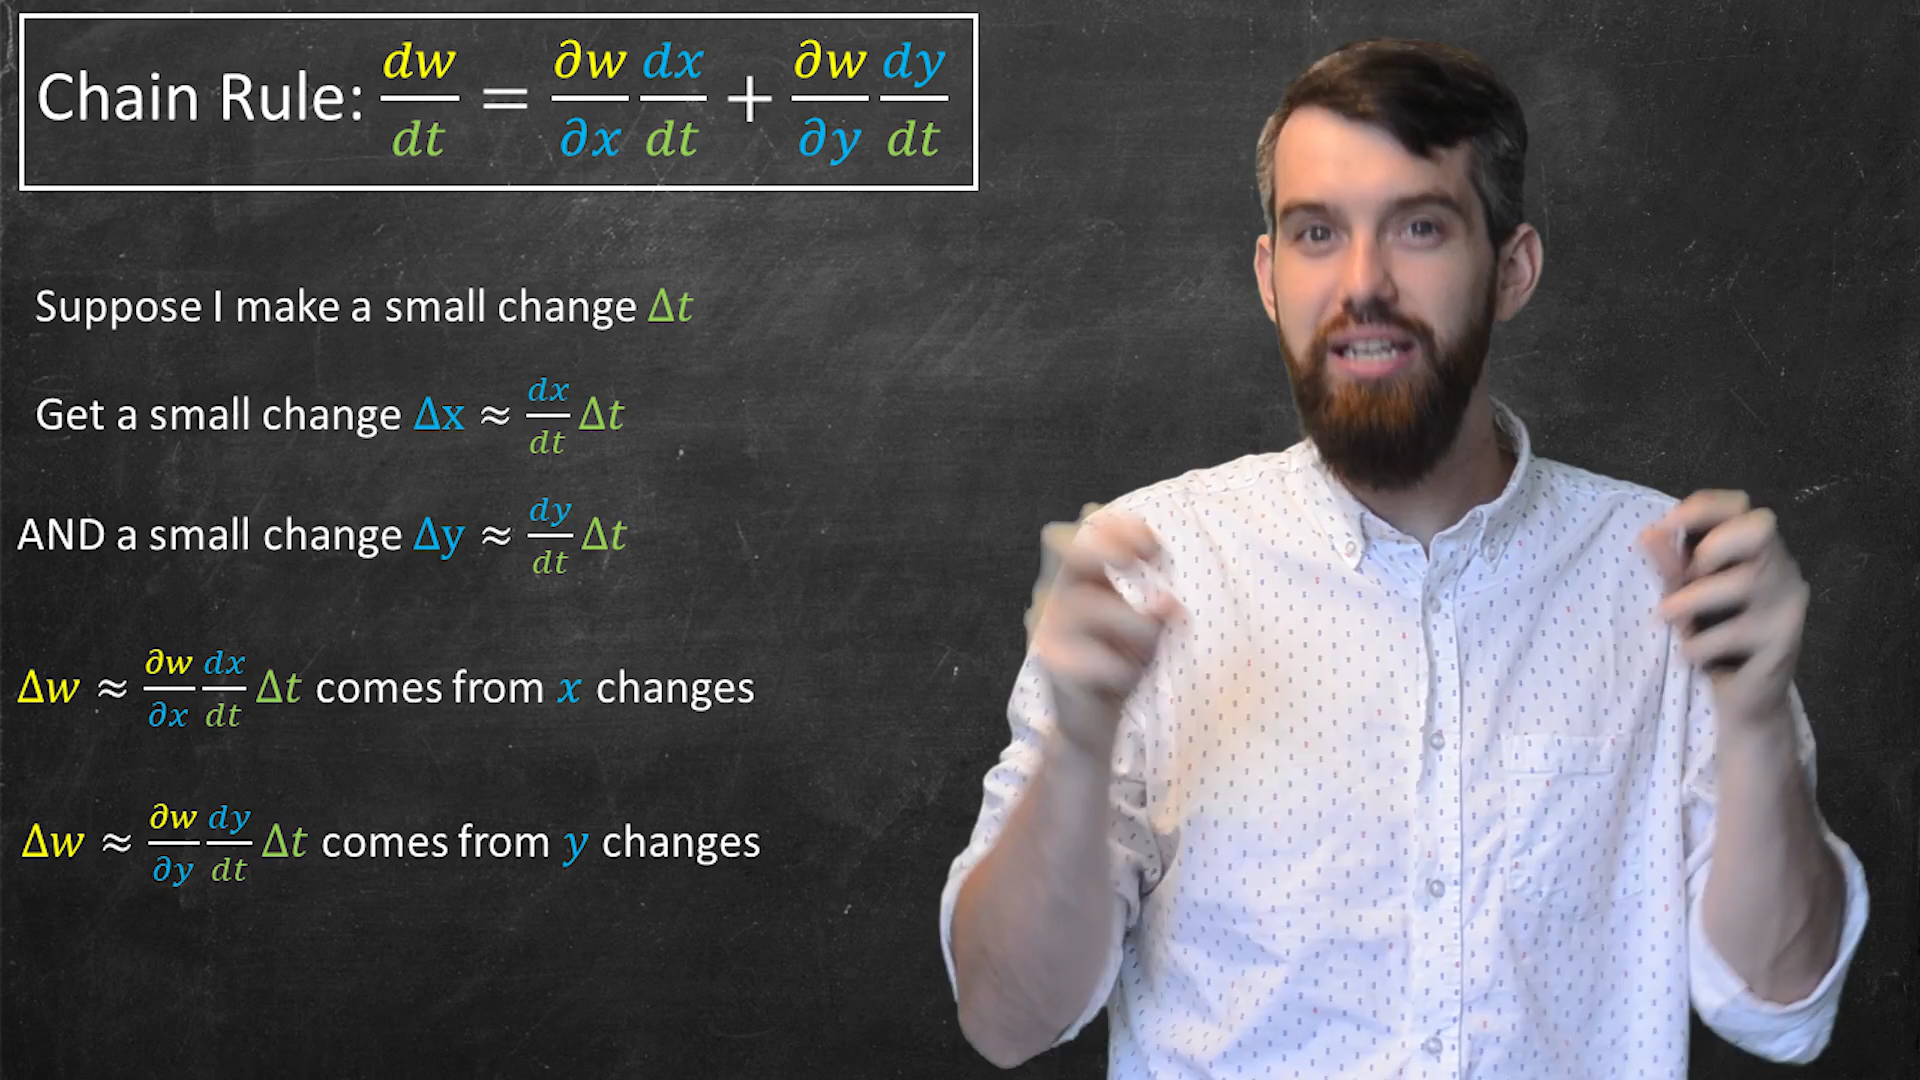 Chain Rule: dw/dt = ∂w/∂x dx/dt + ∂w/∂y dy/dt
Suppose I make a small change Δt
Get a small change Δx ≈ dx/dt Δt
AND a small change Δy ≈ dy/dt Δt
Δw ≈ ∂w/∂x dx/dt Δt comes from x changes
Δw ≈ ∂w/∂y dy/dt Δt comes from y changes